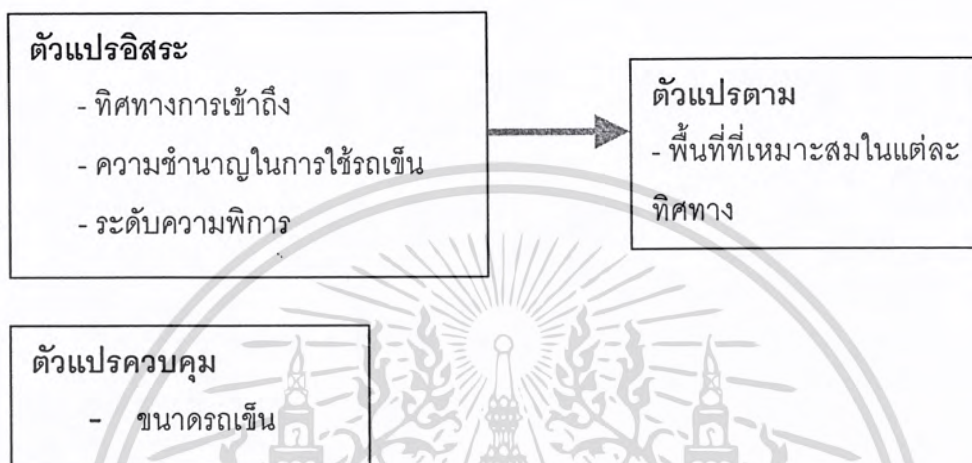 ตัวแปรอิสระ
- ทิศทางการเข้าถึง
- ความชำนาญในการใช้รถเข็น
- ระดับความพิการ
ตัวแปรตาม
- พื้นที่ที่เหมาะสมในแต่ละ
ทิศทาง
ตัวแปรควบคุม
- ขนาดรถเข็น